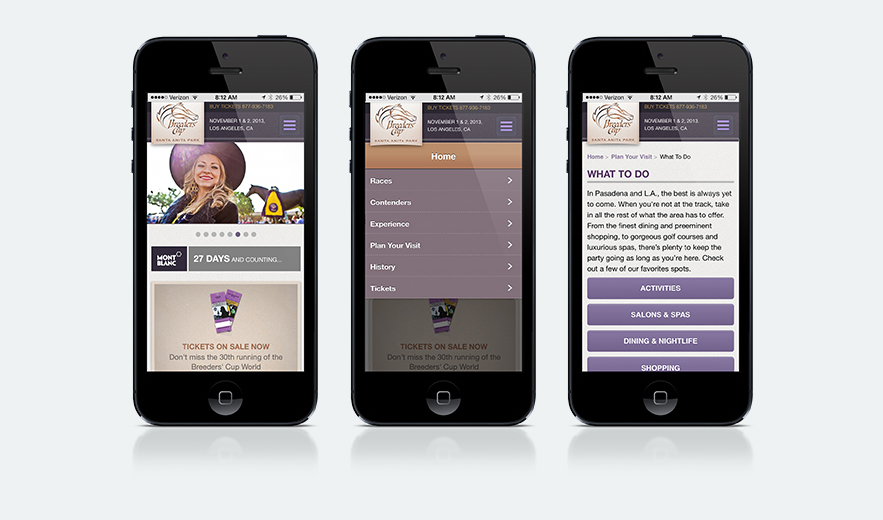 Verizon 8:12 AM 26%
BUY TICKETS 877-936-7163
NOVEMBER 1 & 2, 2013,
LOS ANGELES, CA
Breeders'
Cup
SANTA ANITA PARK
MONT
BLANC
27 DAYS AND COUNTING...
TICKETS ON SALE NOW
Don't miss the 30th running of the
Breeders' Cup World
Verizon 8:12 AM 26%
BUY TICKETS 877-936-7163
NOVEMBER 1 & 2, 2013,
LOS ANGELES, CA
Breeders'
Cup
SANTA ANITA PARK
Home
Races
Contenders
Experience
Plan Your Visit
History
Tickets
TICKETS ON SALE NOW
Don't miss the 30th running of the
Breeders' Cup World
Verizon 8:12 AM 26%
BUY TICKETS 877-936-7163
NOVEMBER 1 & 2, 2013,
LOS ANGELES, CA
Breeders'
Cup
SANTA ANITA PARK
Home > Plan Your Visit > What To Do
WHAT TO DO
In Pasadena and L.A., the best is always yet
to come. When you're not at the track, take
in all the rest of what the area has to offer.
From the finest dining and preeminent
shopping, to gorgeous golf courses and
luxurious spas, there's plenty to keep the
party going as long as you're here. Check
out a few of our favorites spots.
ACTIVITIES
SALONS & SPAS
DINING & NIGHTLIFE
SHOPPING